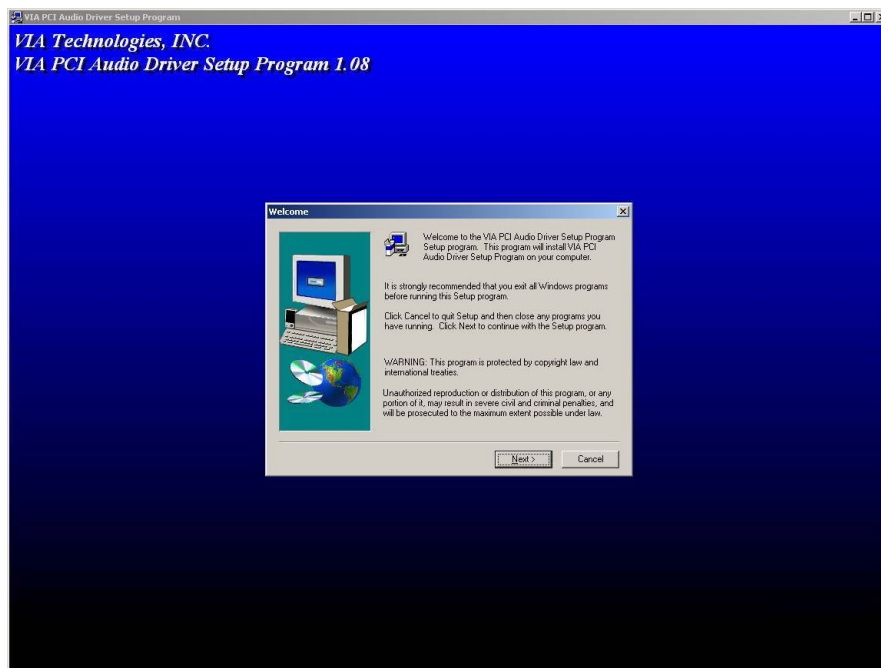 VIA PCI Audio Driver Setup Program
VIA Technologies, INC.
VIA PCI Audio Driver Setup Program 1.08
Welcome
Welcome to the VIA PCI Audio Driver Setup Program
Setup program. This program will install VIA PCI
Audio Driver Setup Program on your computer.
It is strongly recommended that you exit all Windows programs
before running this Setup program.
Click Cancel to quit Setup and then close any programs you
have running. Click Next to continue with the Setup program.
WARNING: This program is protected by copyright law and
international treaties.
Unauthorized reproduction or distribution of this program, or any
portion of it, may result in severe civil and criminal penalties, and
will be prosecuted to the maximum extent possible under law.
Next >
Cancel